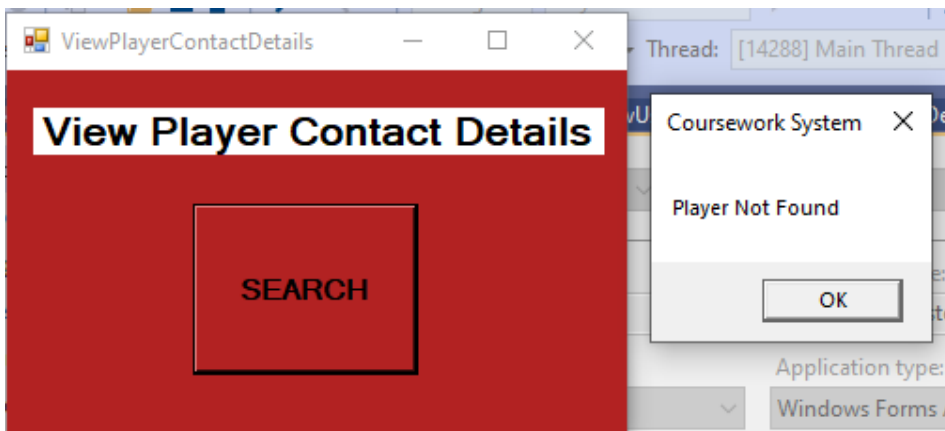 ViewPlayerContactDetails
Thread: [14288] Main Thread
View Player Contact Details
Coursework System
Player Not Found
SEARCH
OK
Application type:
Windows Forms